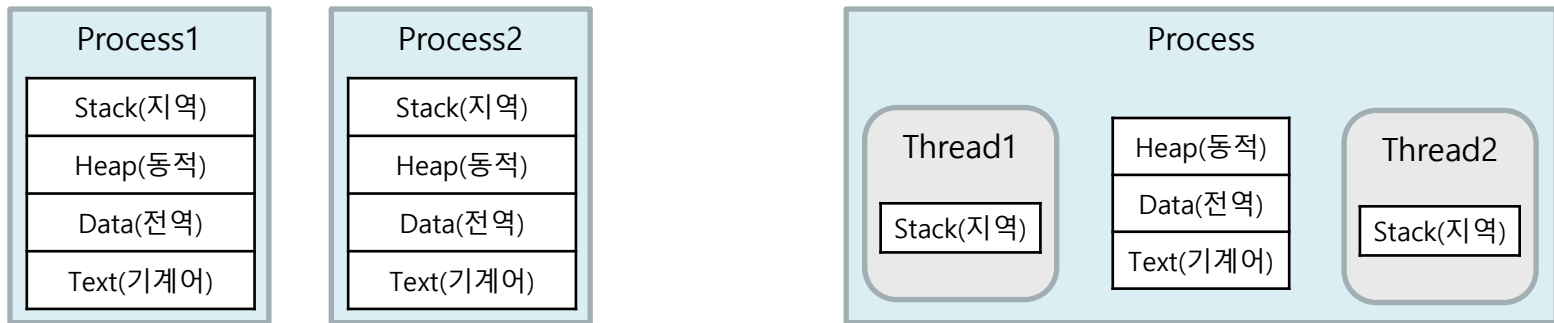 Process1
Stack(지역)
Heap(동적)
Data(전역)
Text(기계어)
Process2
Stack(지역)
Heap(동적)
Data(전역)
Text(기계어)
Process
Thread1
Stack(지역)
Heap(동적)
Data(전역)
Text(기계어)
Thread2
Stack(지역)